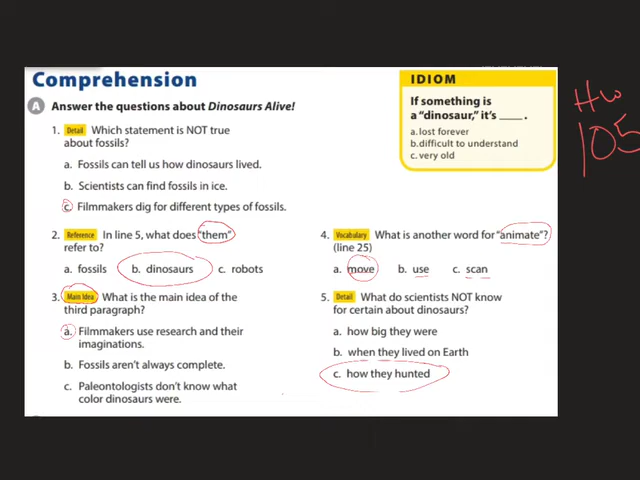 Comprehension
A Answer the questions about Dinosaurs Alive!
1. Detail Which statement is NOT true
about fossils?
a. Fossils can tell us how dinosaurs lived.
b. Scientists can find fossils in ice.
c. Filmmakers dig for different types of fossils.
2. Reference In line 5, what does "them"
refer to?
a. fossils b. dinosaurs c. robots
3. Main Idea What is the main idea of the
third paragraph?
a. Filmmakers use research and their
imaginations.
b. Fossils aren't always complete.
c. Paleontologists don't know what
color dinosaurs were.
IDIOM
If something is
a "dinosaur," it's ____ .
a. lost forever
b. difficult to understand
c. very old
4. Vocabulary What is another word for "animate"?
(line 25)
a. move b. use c. scan
5. Detail What do scientists NOT know
for certain about dinosaurs?
a. how big they were
b. when they lived on Earth
c. how they hunted
HW
105